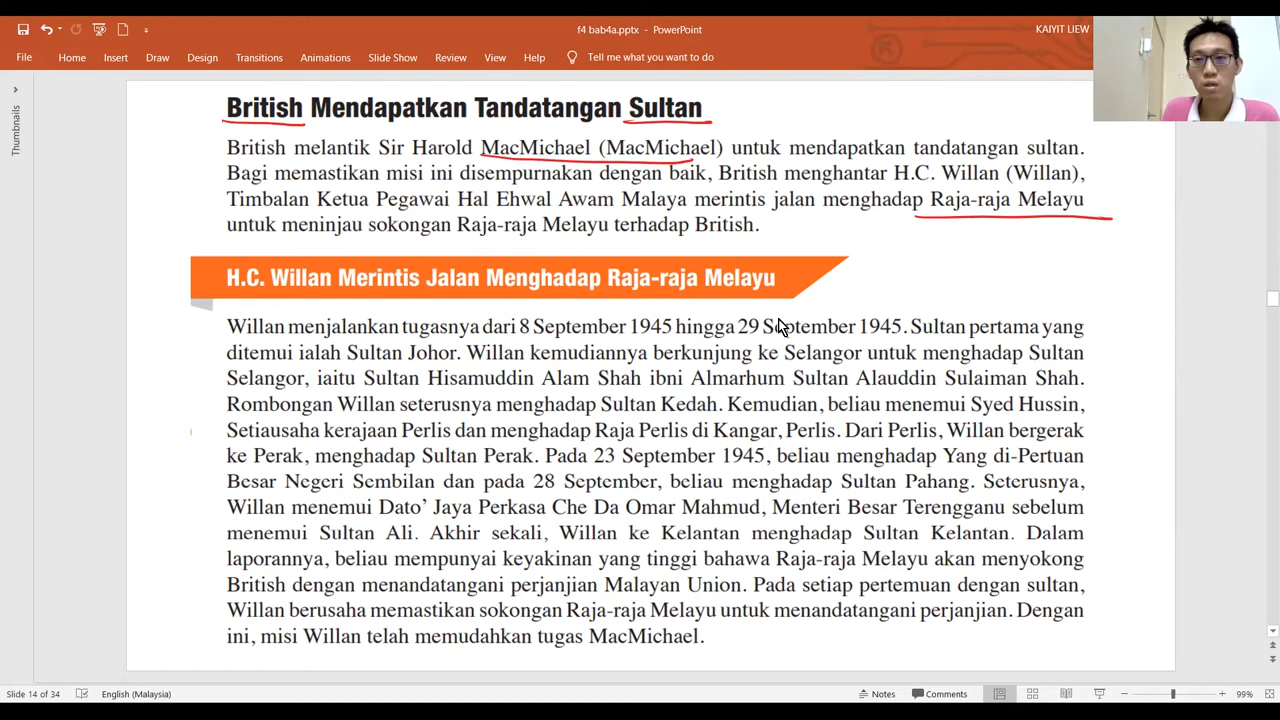 f4 bab4a.pptx - PowerPoint
KAIYIT LIEW
File Home Insert Draw Design Transitions Animations Slide Show Review View Help Tell me what you want to do
Thumbnails
British Mendapatkan Tandatangan Sultan
British melantik Sir Harold MacMichael (MacMichael) untuk mendapatkan tandatangan sultan.
Bagi memastikan misi ini disempurnakan dengan baik, British menghantar H.C. Willan (Willan),
Timbalan Ketua Pegawai Hal Ehwal Awam Malaya merintis jalan menghadap Raja-raja Melayu
untuk meninjau sokongan Raja-raja Melayu terhadap British.
H.C. Willan Merintis Jalan Menghadap Raja-raja Melayu
Willan menjalankan tugasnya dari 8 September 1945 hingga 29 September 1945. Sultan pertama yang
ditemui ialah Sultan Johor. Willan kemudiannya berkunjung ke Selangor untuk menghadap Sultan
Selangor, iaitu Sultan Hisamuddin Alam Shah ibni Almarhum Sultan Alauddin Sulaiman Shah.
Rombongan Willan seterusnya menghadap Sultan Kedah. Kemudian, beliau menemui Syed Hussin,
Setiausaha kerajaan Perlis dan menghadap Raja Perlis di Kangar, Perlis. Dari Perlis, Willan bergerak
ke Perak, menghadap Sultan Perak. Pada 23 September 1945, beliau menghadap Yang di-Pertuan
Besar Negeri Sembilan dan pada 28 September, beliau menghadap Sultan Pahang. Seterusnya,
Willan menemui Dato’ Jaya Perkasa Che Da Omar Mahmud, Menteri Besar Terengganu sebelum
menemui Sultan Ali. Akhir sekali, Willan ke Kelantan menghadap Sultan Kelantan. Dalam
laporannya, beliau mempunyai keyakinan yang tinggi bahawa Raja-raja Melayu akan menyokong
British dengan menandatangani perjanjian Malayan Union. Pada setiap pertemuan dengan sultan,
Willan berusaha memastikan sokongan Raja-raja Melayu untuk menandatangani perjanjian. Dengan
ini, misi Willan telah memudahkan tugas MacMichael.
Slide 14 of 34 English (Malaysia) Notes Comments 99%